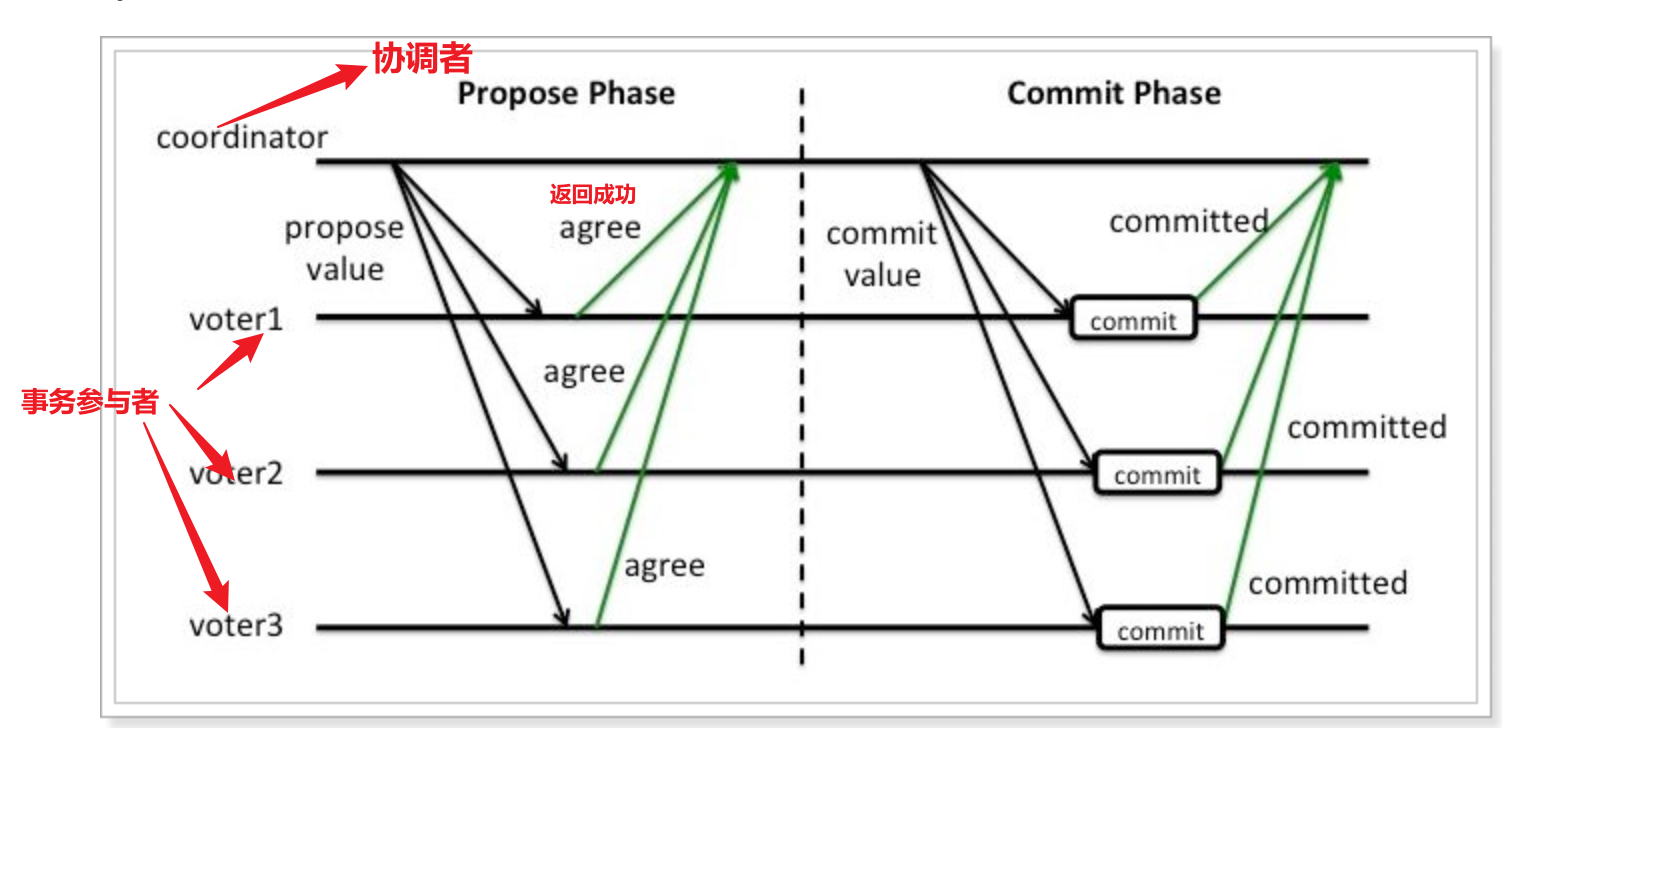 协调者
Propose Phase
Commit Phase
coordinator
返回成功
propose
value
agree
commit
value
committed
voter1
commit
agree
事务参与者
committed
voter2
commit
agree
committed
voter3
commit